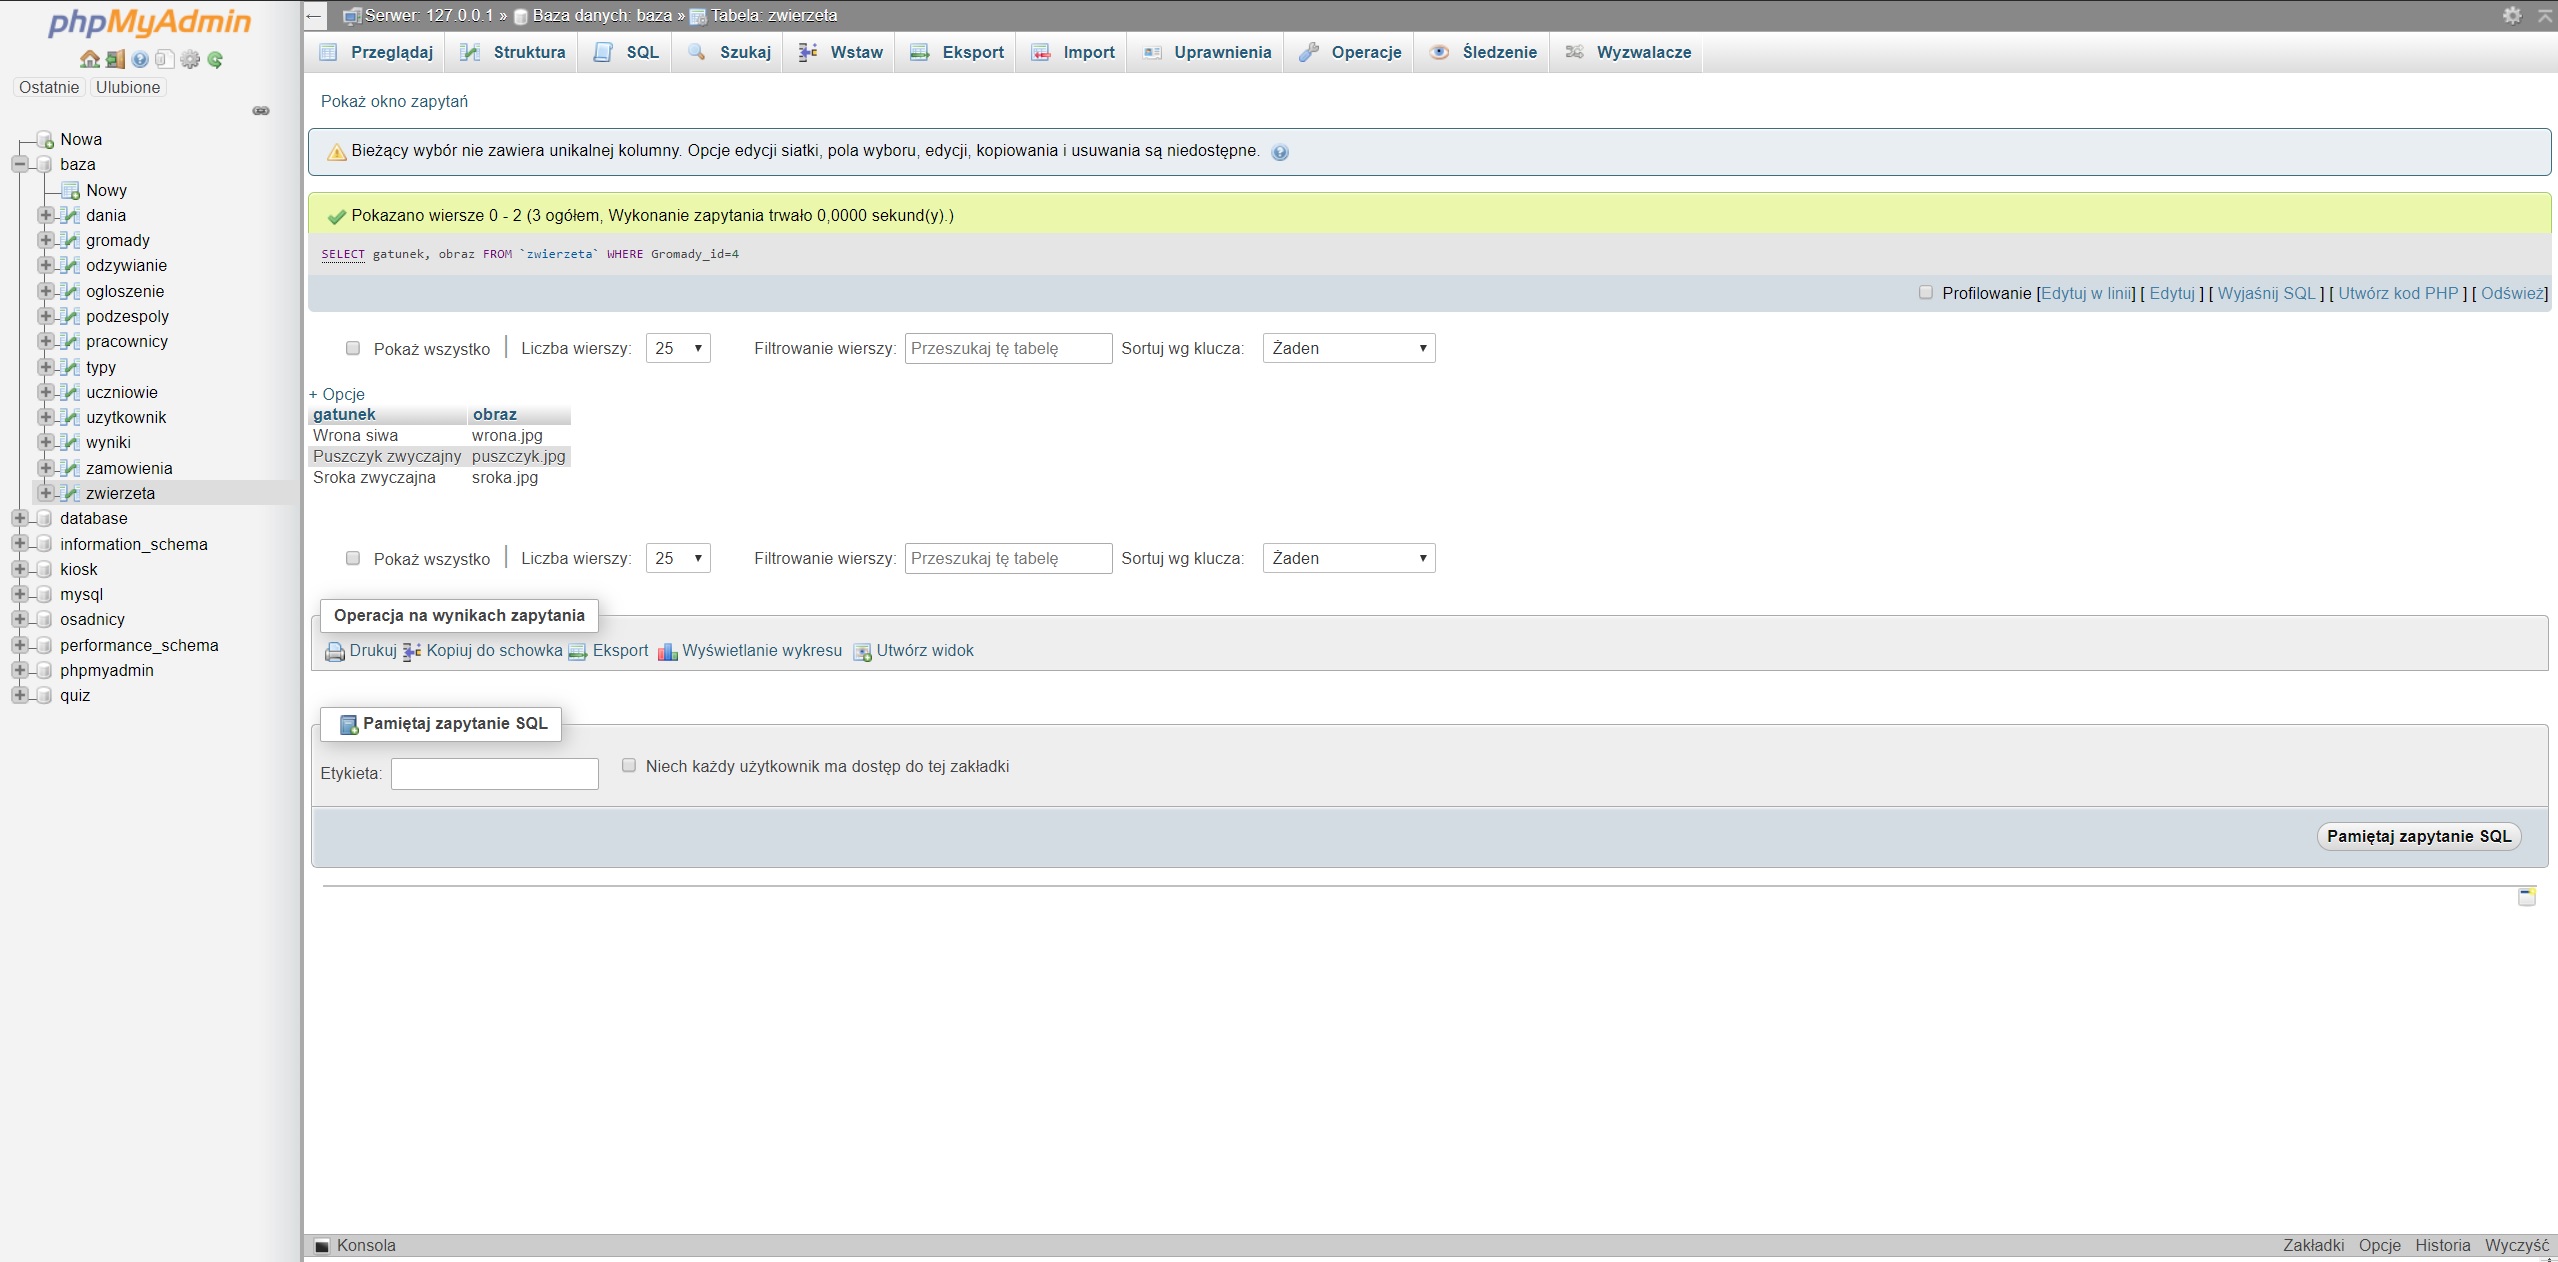 phpMyAdmin
Ostatnie Ulubione
Nowa
baza
Nowy
dania
gromady
odzywianie
ogloszenie
podzespoly
pracownicy
typy
uczniowie
uzytkownik
wyniki
zamowienia
zwierzeta
database
information_schema
kiosk
mysql
osadnicy
performance_schema
phpmyadmin
quiz
Serwer: 127.0.0.1 » Baza danych: baza » Tabela: zwierzeta
Przeglądaj Struktura SQL Szukaj Wstaw Eksport Import Uprawnienia Operacje Śledzenie Wyzwalacze
Pokaż okno zapytań
Bieżący wybór nie zawiera unikalnej kolumny. Opcje edycji siatki, pola wyboru, edycji, kopiowania i usuwania są niedostępne.
Pokazano wiersze 0 - 2 (3 ogółem, Wykonanie zapytania trwało 0,0000 sekund(y).)
SELECT gatunek, obraz FROM `zwierzeta` WHERE Gromady_id=4
Profilowanie [Edytuj w linii] [ Edytuj ] [ Wyjaśnij SQL ] [ Utwórz kod PHP ] [ Odśwież]
Pokaż wszystko | Liczba wierszy: 25 Filtrowanie wierszy: Przeszukaj tę tabelę Sortuj wg klucza: Żaden
+ Opcje
gatunek obraz
Wrona siwa wrona.jpg
Puszczyk zwyczajny puszczyk.jpg
Sroka zwyczajna sroka.jpg
Pokaż wszystko | Liczba wierszy: 25 Filtrowanie wierszy: Przeszukaj tę tabelę Sortuj wg klucza: Żaden
Operacja na wynikach zapytania
Drukuj Kopiuj do schowka Eksport Wyświetlanie wykresu Utwórz widok
Pamiętaj zapytanie SQL
Etykieta: Niech każdy użytkownik ma dostęp do tej zakładki
Pamiętaj zapytanie SQL
Konsola Zakładki Opcje Historia Wyczyść